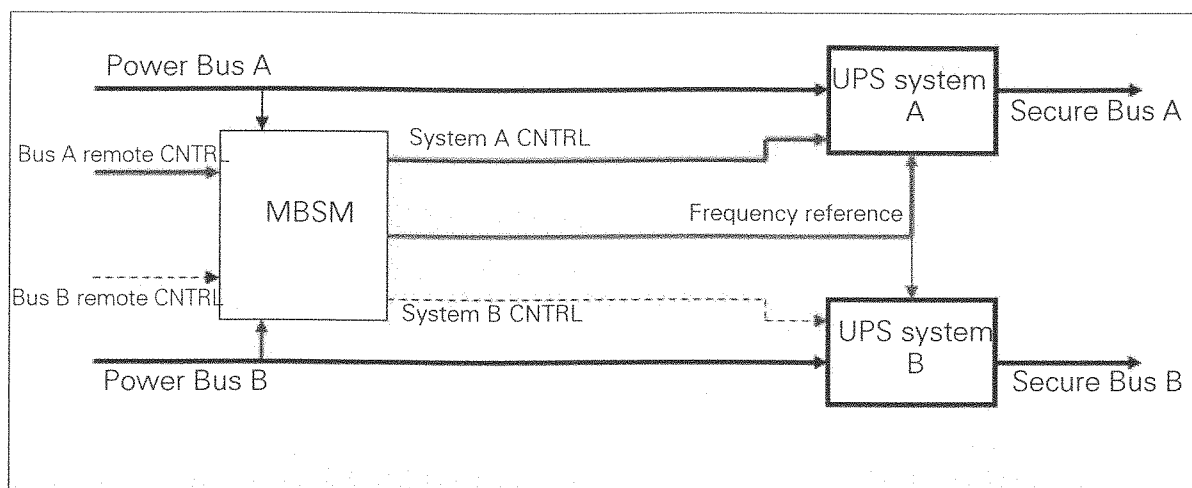 Power Bus A
UPS system
A
Secure Bus A
System A CNTRL
Bus A remote CNTRL
MBSM
Frequency reference
Bus B remote CNTRL
System B CNTRL
UPS system
B
Power Bus B
Secure Bus B